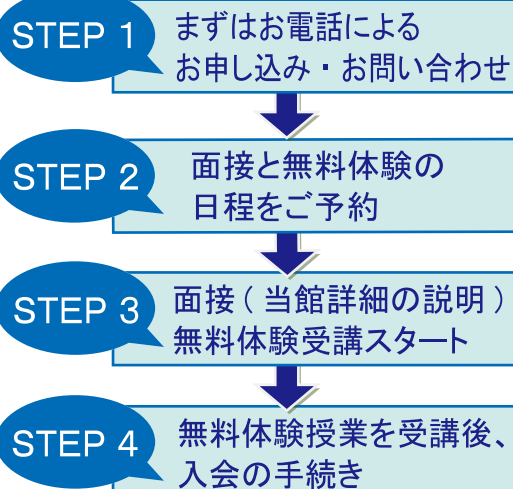 STEP 1
まずはお電話による
お申し込み・お問い合わせ
STEP 2
面接と無料体験の
日程をご予約
STEP 3
面接(当館詳細の説明)
無料体験受講スタート
STEP 4
無料体験授業を受講後、
入会の手続き